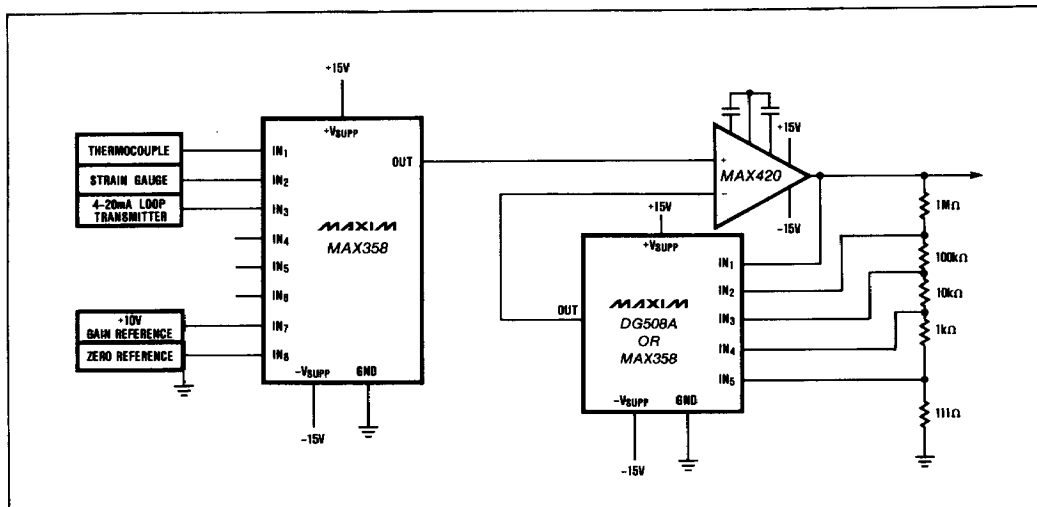 +15V
+VSUPP
THERMOCOUPLE
STRAIN GAUGE
4–20mA LOOP
TRANSMITTER
IN1
IN2
IN3
IN4
IN5
IN6
IN7
IN8
OUT
MAXIM
MAX358
+10V
GAIN REFERENCE
ZERO REFERENCE
-VSUPP
GND
-15V
+
−
MAX420
+15V
-15V
+15V
+VSUPP
OUT
MAXIM
DG508A
OR
MAX358
IN1
IN2
IN3
IN4
IN5
-VSUPP
GND
-15V
1MΩ
100kΩ
10kΩ
1kΩ
111Ω